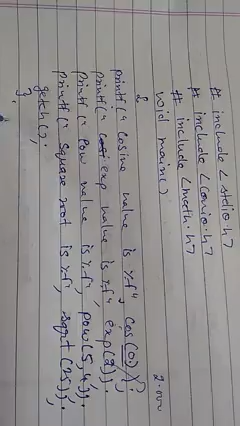 # include <stdio.h>
# include <conio.h>
# include <math.h>
void main()
{
printf(" Cosine value is %f", cos(0.));
printf(" exp value is %f" exp(2));
printf(" Pow value is %f", pow(5,4));
printf(" Square root is %f", sqrt(25));
getch();
}